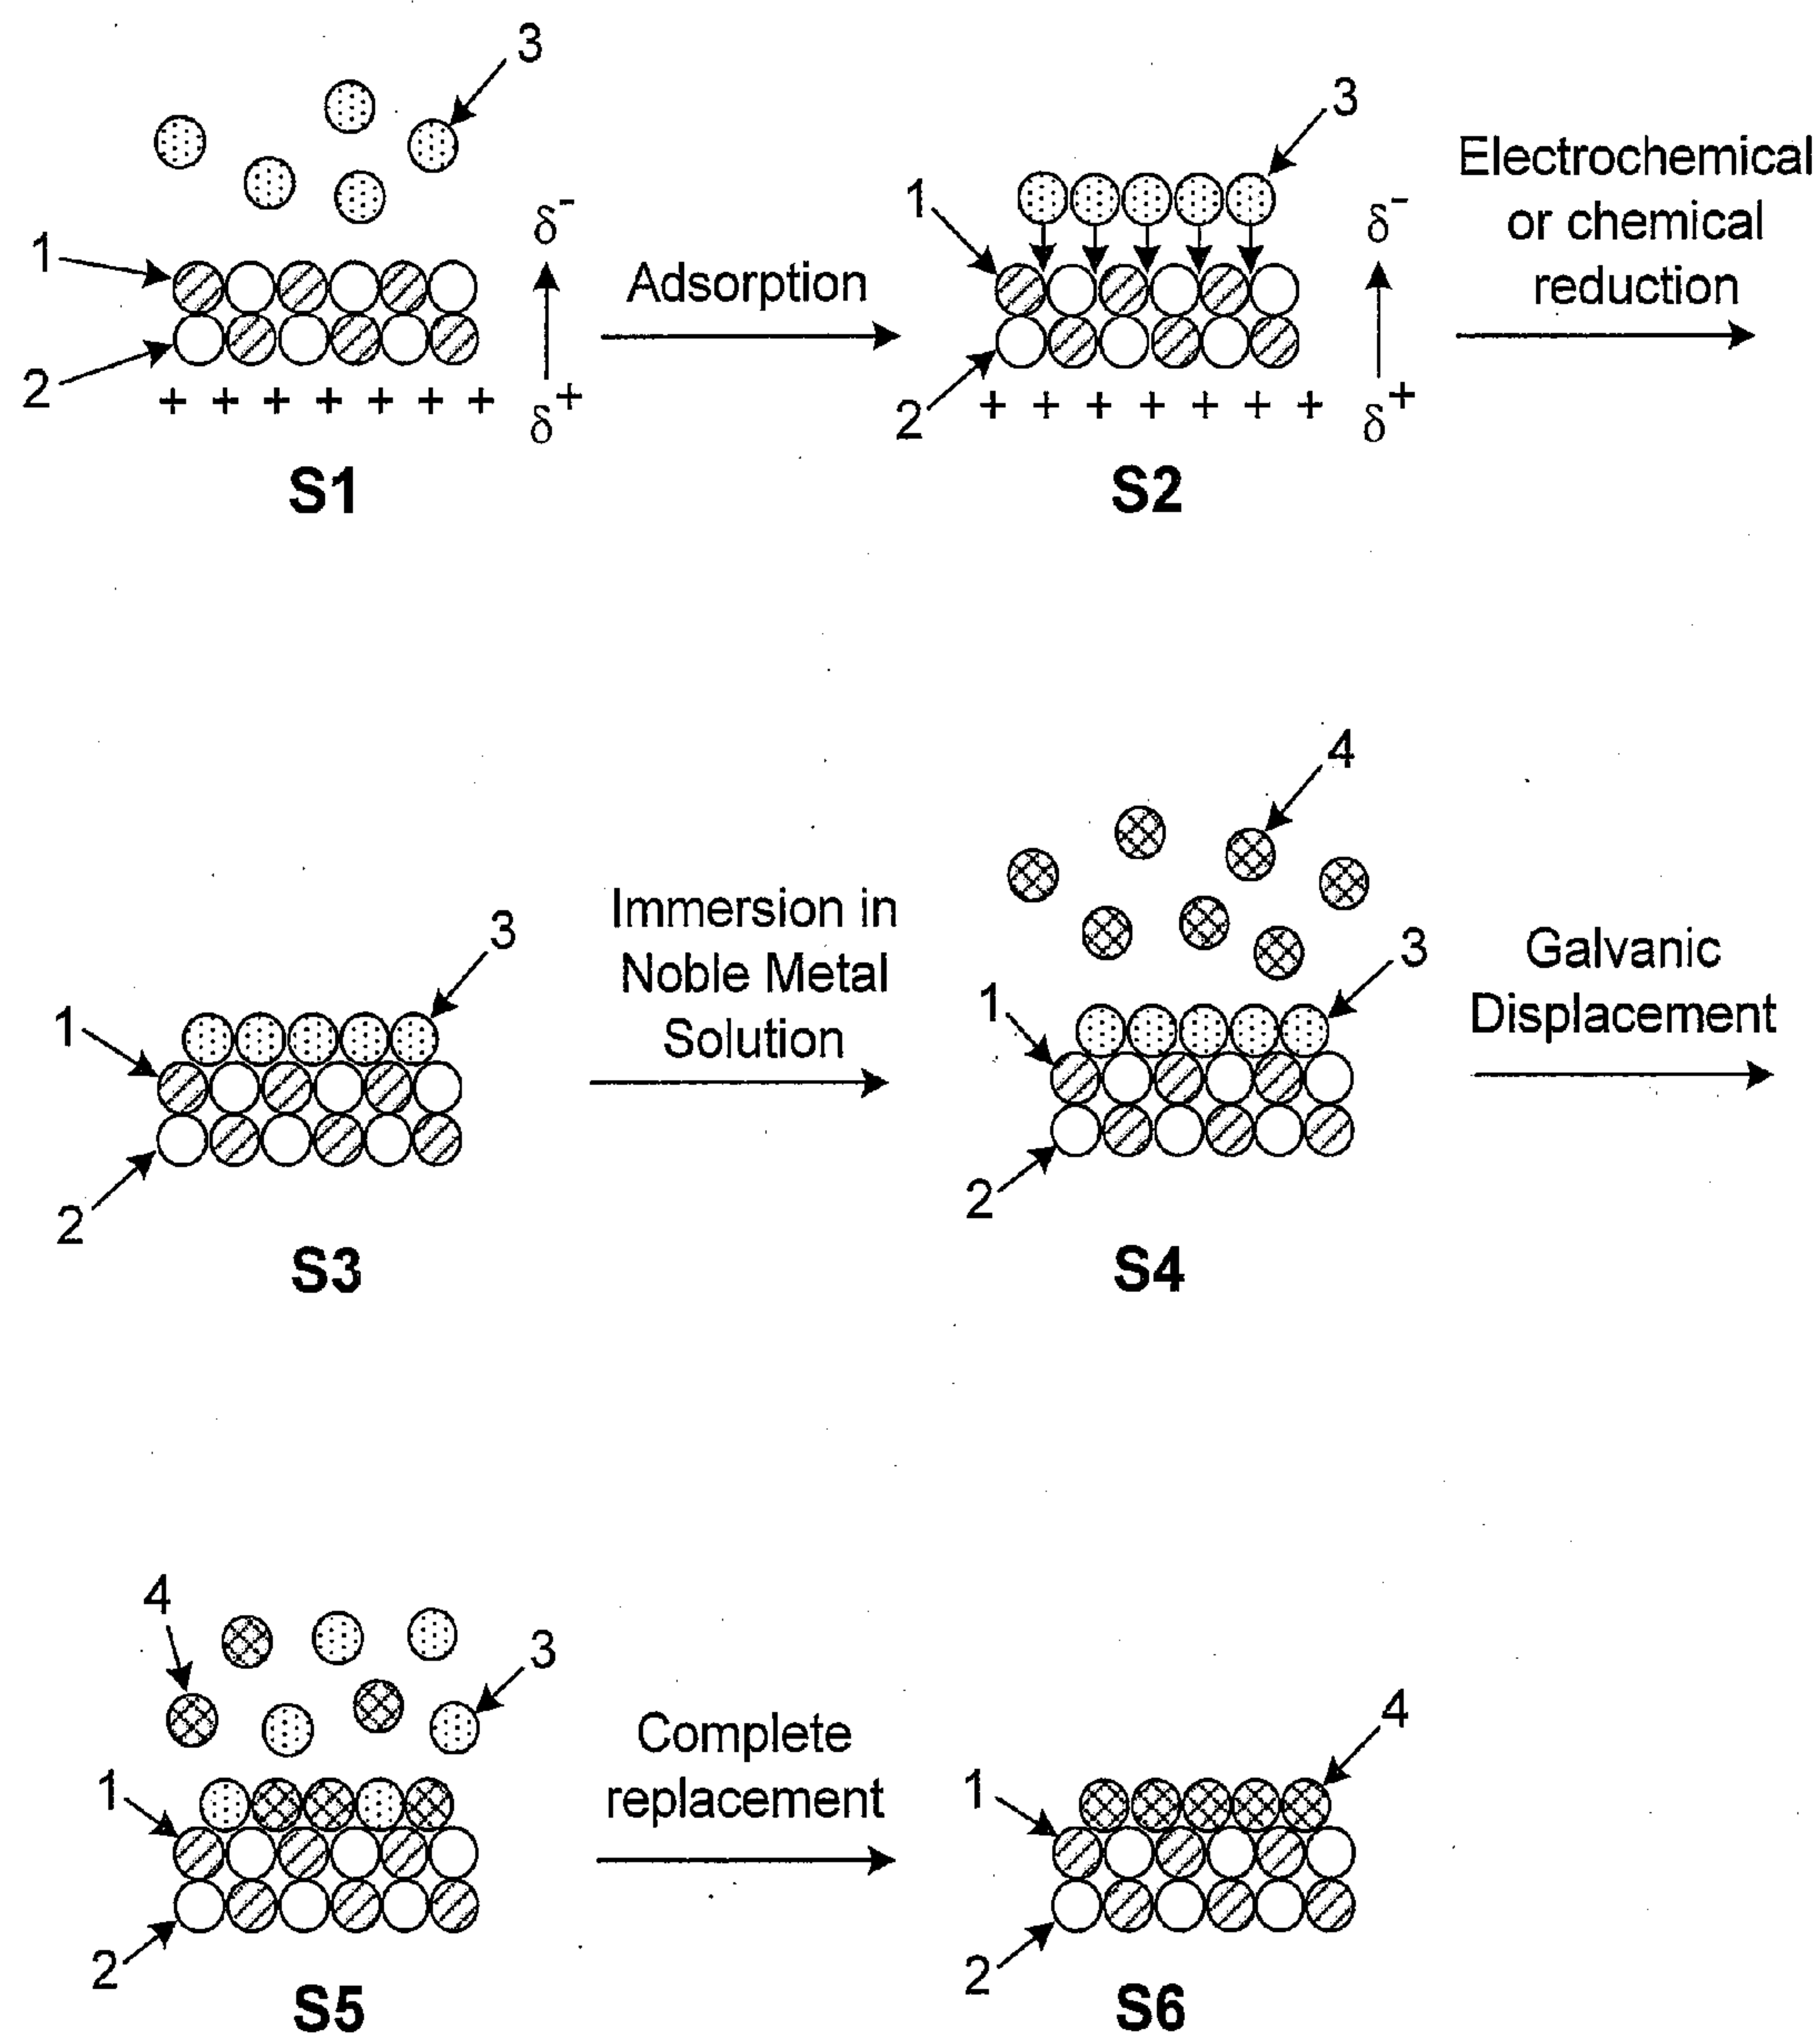 3
1
2
δ-
δ+
+ + + + + + +
S1
Adsorption
3
1
2
δ-
δ+
+ + + + + + +
S2
Electrochemical
or chemical
reduction
3
1
2
S3
Immersion in
Noble Metal
Solution
4
3
1
2
S4
Galvanic
Displacement
4
3
1
2
S5
Complete
replacement
4
1
2
S6